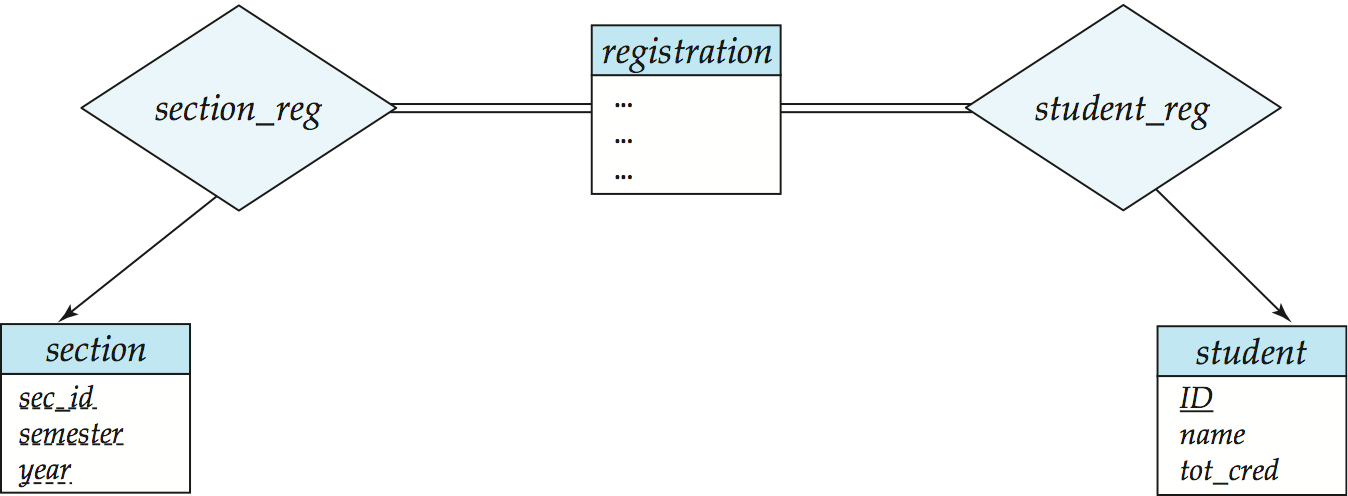 section_reg
registration
...
...
...
student_reg
section
sec_id
semester
year
student
ID
name
tot_cred